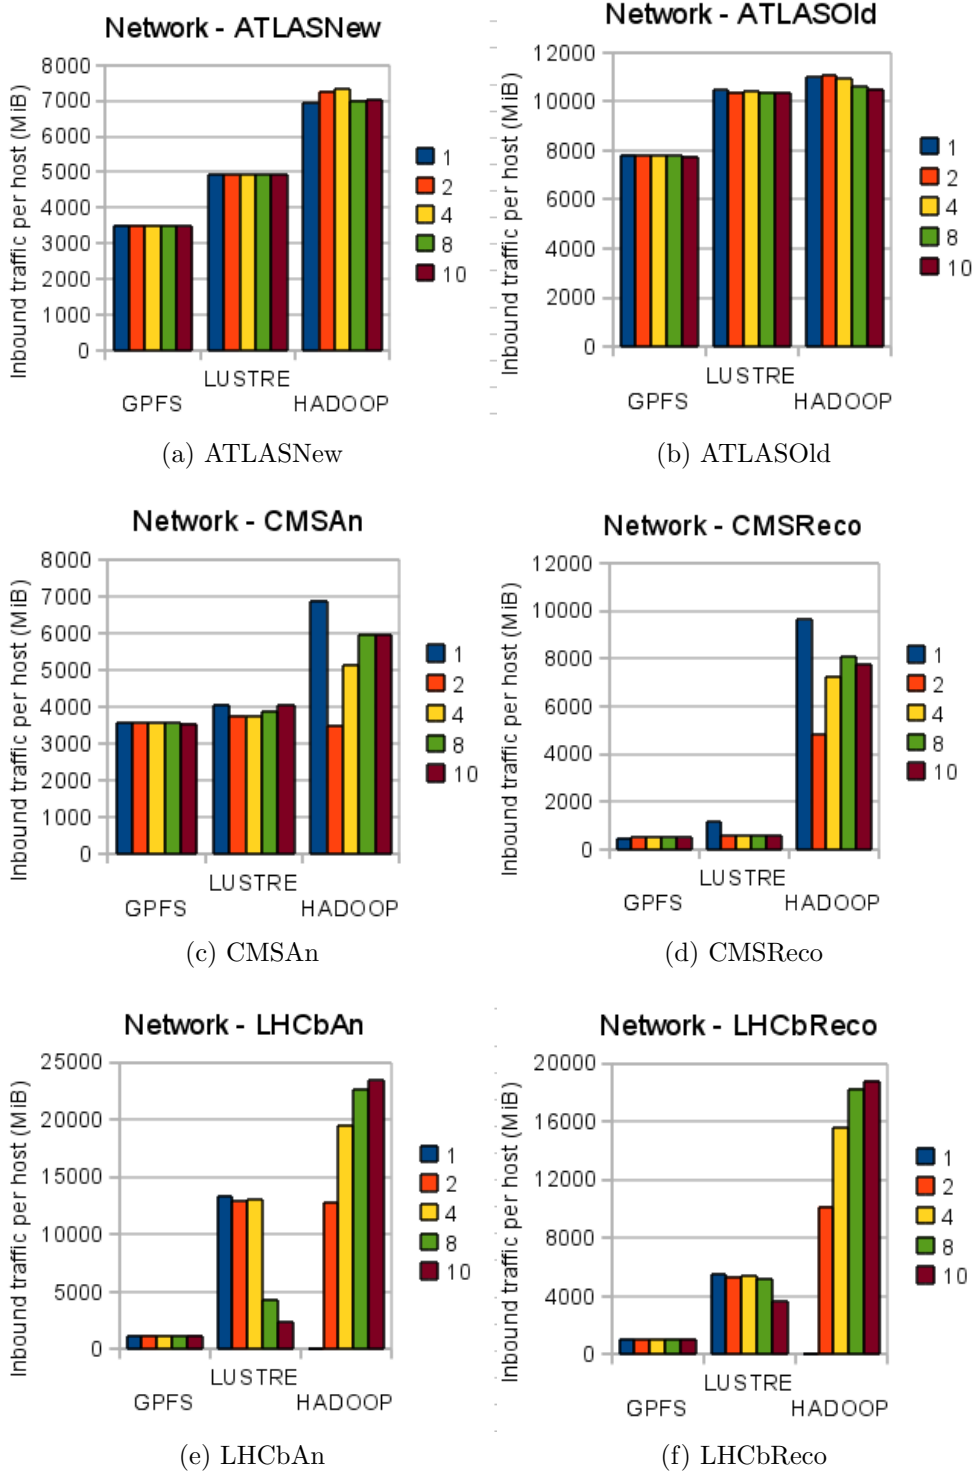 Network - ATLASNew
Inbound traffic per host (MiB)
8000
7000
6000
5000
4000
3000
2000
1000
0
LUSTRE
GPFS HADOOP
1
2
4
8
10
(a) ATLASNew
Network - ATLASOld
Inbound traffic per host (MiB)
12000
10000
8000
6000
4000
2000
0
LUSTRE
GPFS HADOOP
1
2
4
8
10
(b) ATLASOld
Network - CMSAn
Inbound traffic per host (MiB)
8000
7000
6000
5000
4000
3000
2000
1000
0
LUSTRE
GPFS HADOOP
1
2
4
8
10
(c) CMSAn
Network - CMSReco
Inbound traffic per host (MiB)
12000
10000
8000
6000
4000
2000
0
LUSTRE
GPFS HADOOP
1
2
4
8
10
(d) CMSReco
Network - LHCbAn
Inbound traffic per host (MiB)
25000
20000
15000
10000
5000
0
LUSTRE
GPFS HADOOP
1
2
4
8
10
(e) LHCbAn
Network - LHCbReco
Inbound traffic per host (MiB)
20000
16000
12000
8000
4000
0
LUSTRE
GPFS HADOOP
1
2
4
8
10
(f) LHCbReco